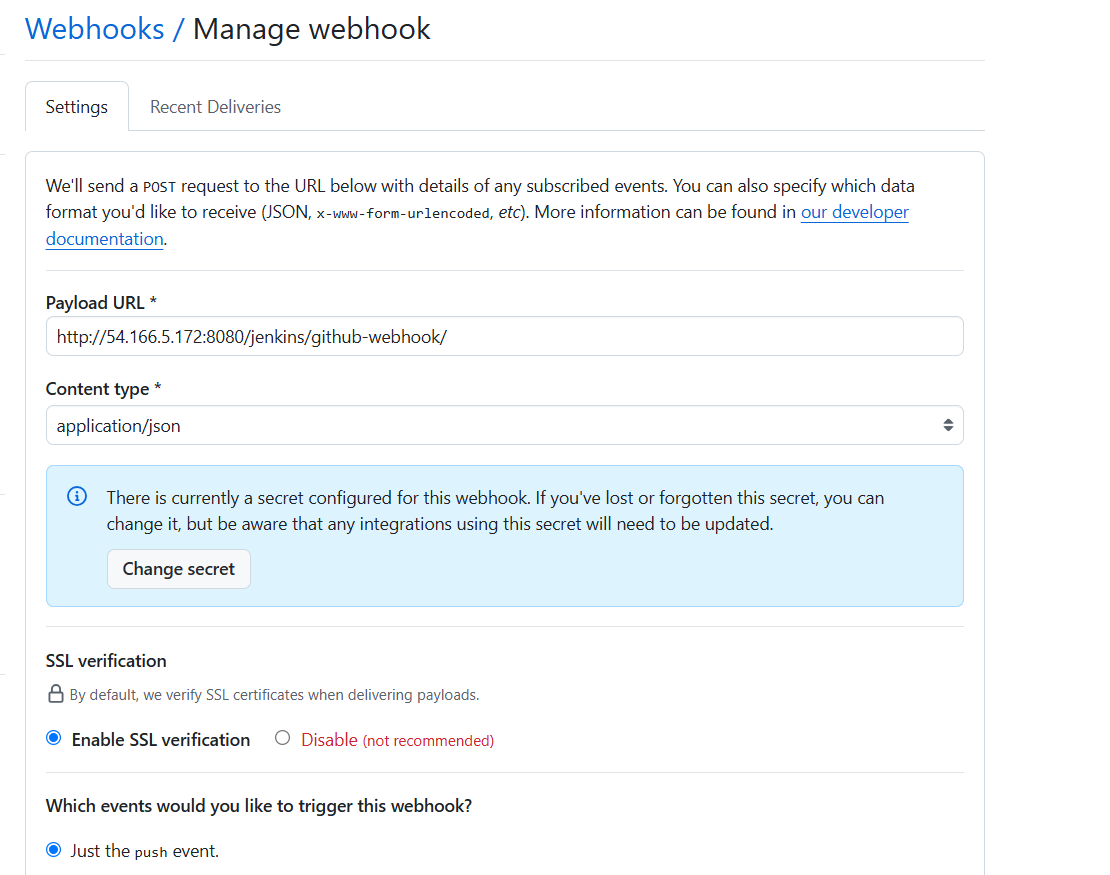 Webhooks / Manage webhook
Settings
Recent Deliveries
We'll send a POST request to the URL below with details of any subscribed events. You can also specify which data
format you'd like to receive (JSON, x-www-form-urlencoded, etc). More information can be found in our developer
documentation.
Payload URL *
http://54.166.5.172:8080/jenkins/github-webhook/
Content type *
application/json
There is currently a secret configured for this webhook. If you've lost or forgotten this secret, you can
change it, but be aware that any integrations using this secret will need to be updated.
Change secret
SSL verification
By default, we verify SSL certificates when delivering payloads.
Enable SSL verification
Disable (not recommended)
Which events would you like to trigger this webhook?
Just the push event.